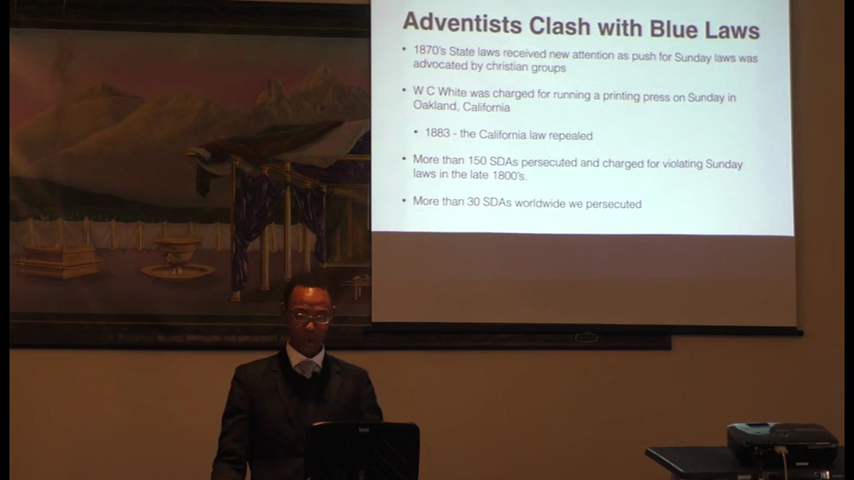 Adventists Clash with Blue Laws
• 1870's State laws received new attention as push for Sunday laws was
advocated by christian groups
• W C White was charged for running a printing press on Sunday in
Oakland, California
• 1883 - the California law repealed
• More than 150 SDAs persecuted and charged for violating Sunday
laws in the late 1800's.
• More than 30 SDAs worldwide we persecuted